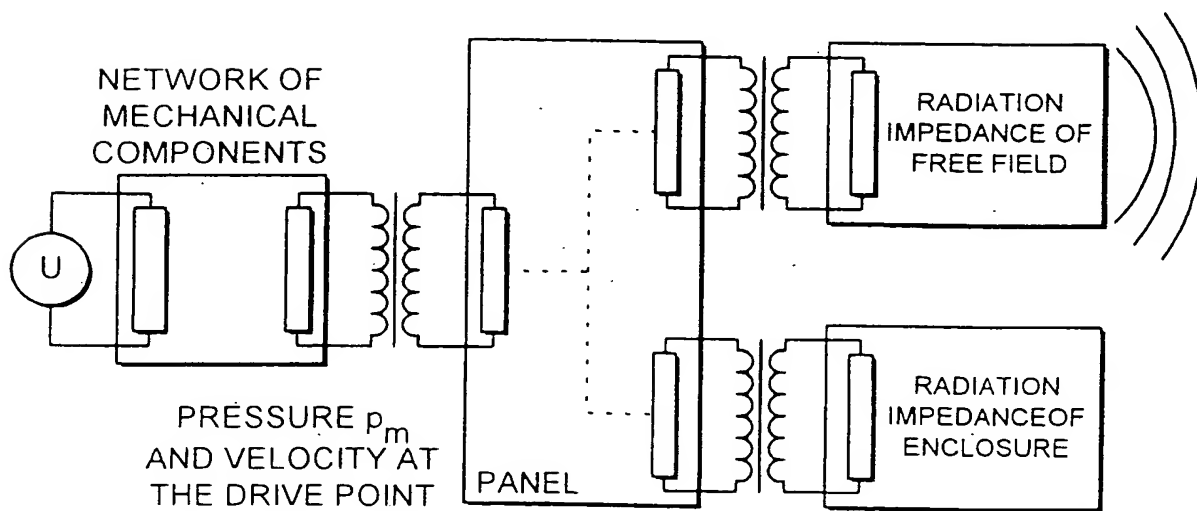 NETWORK OF
MECHANICAL
COMPONENTS
U
PRESSURE pm
AND VELOCITY AT
THE DRIVE POINT
PANEL
RADIATION
IMPEDANCE OF
FREE FIELD
RADIATION
IMPEDANCEOF
ENCLOSURE